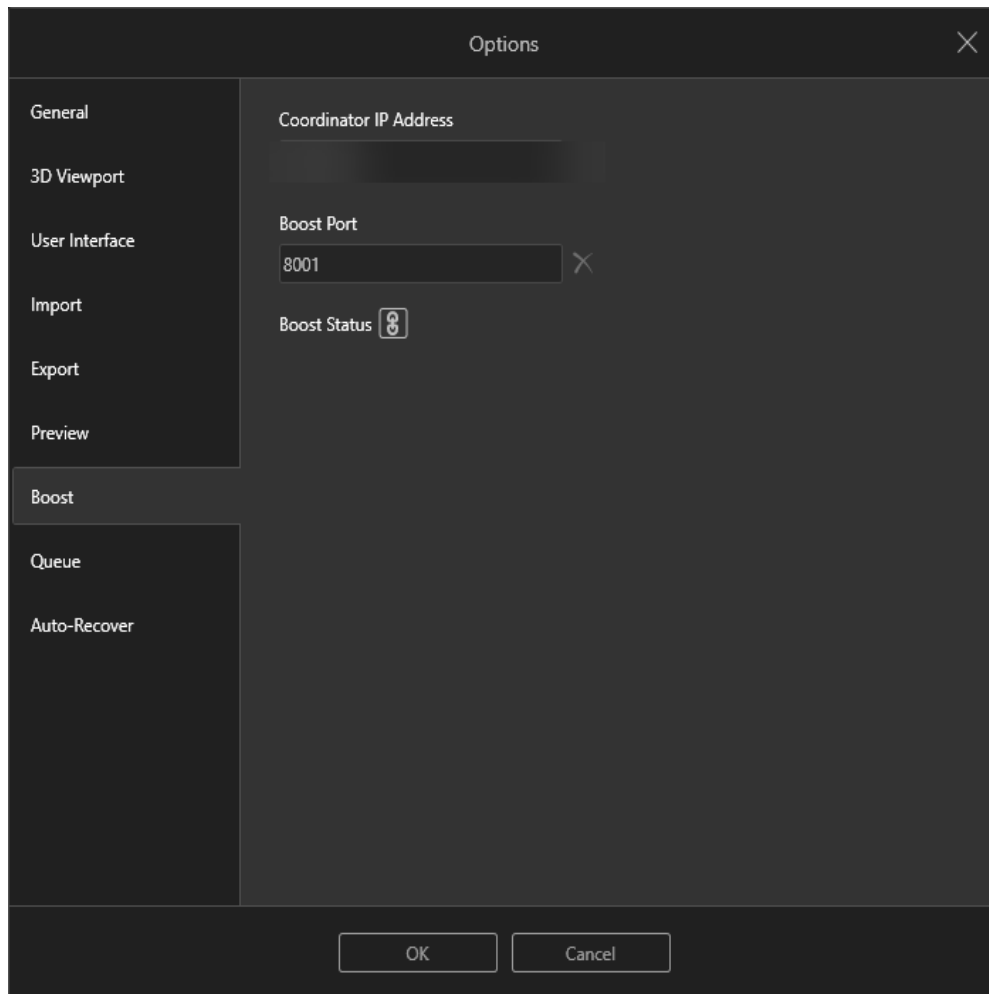 Options
General
3D Viewport
User Interface
Import
Export
Preview
Boost
Queue
Auto-Recover
Coordinator IP Address
Boost Port
8001
Boost Status
OK
Cancel